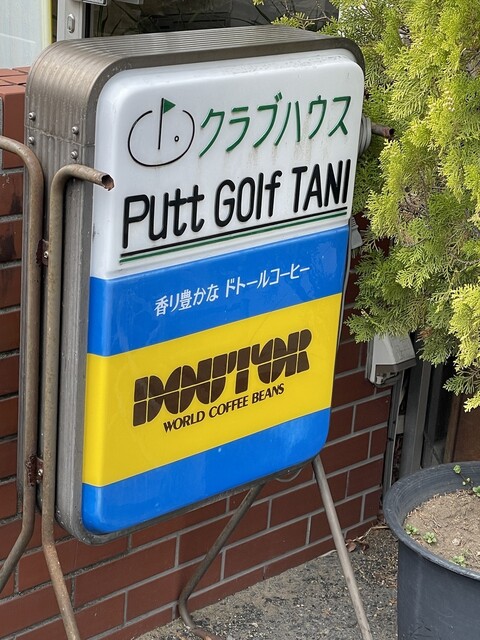 クラブハウス
Putt Golf TANI
香り豊かな ドトールコーヒー
DOUTOR
WORLD COFFEE BEANS